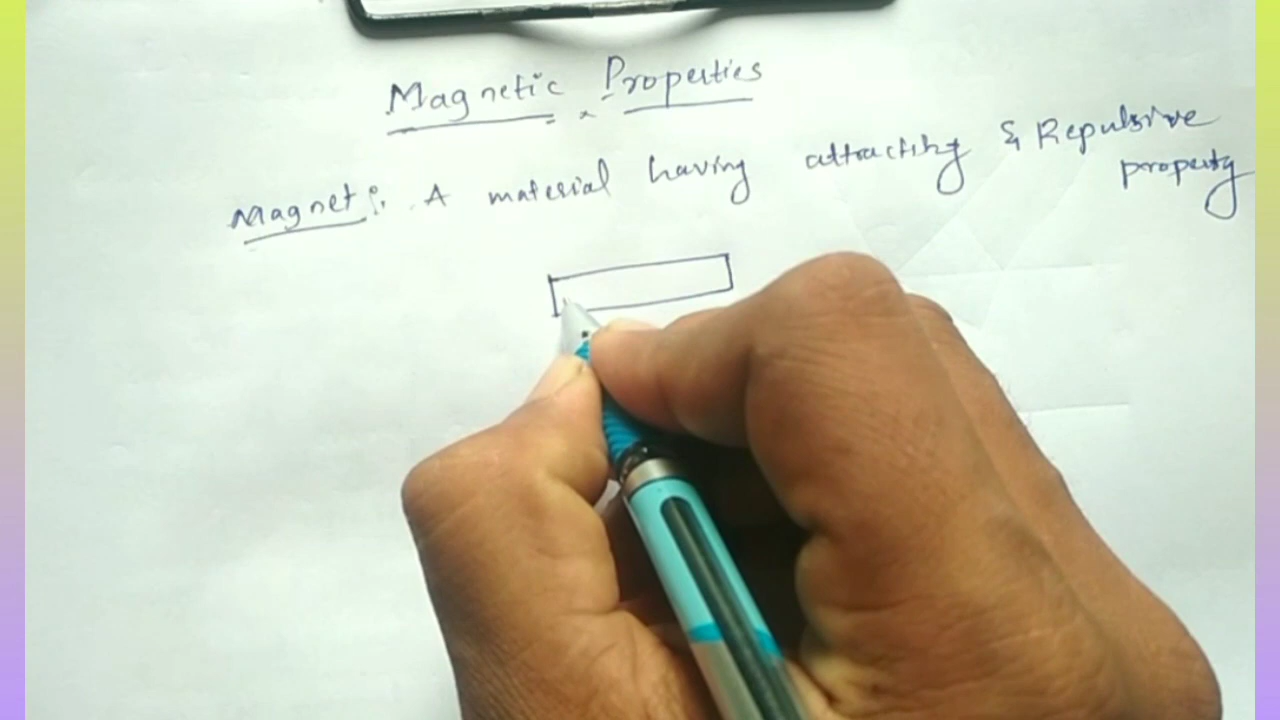 Magnetic Properties
Magnet :- A material having attracting & Repulsive
property